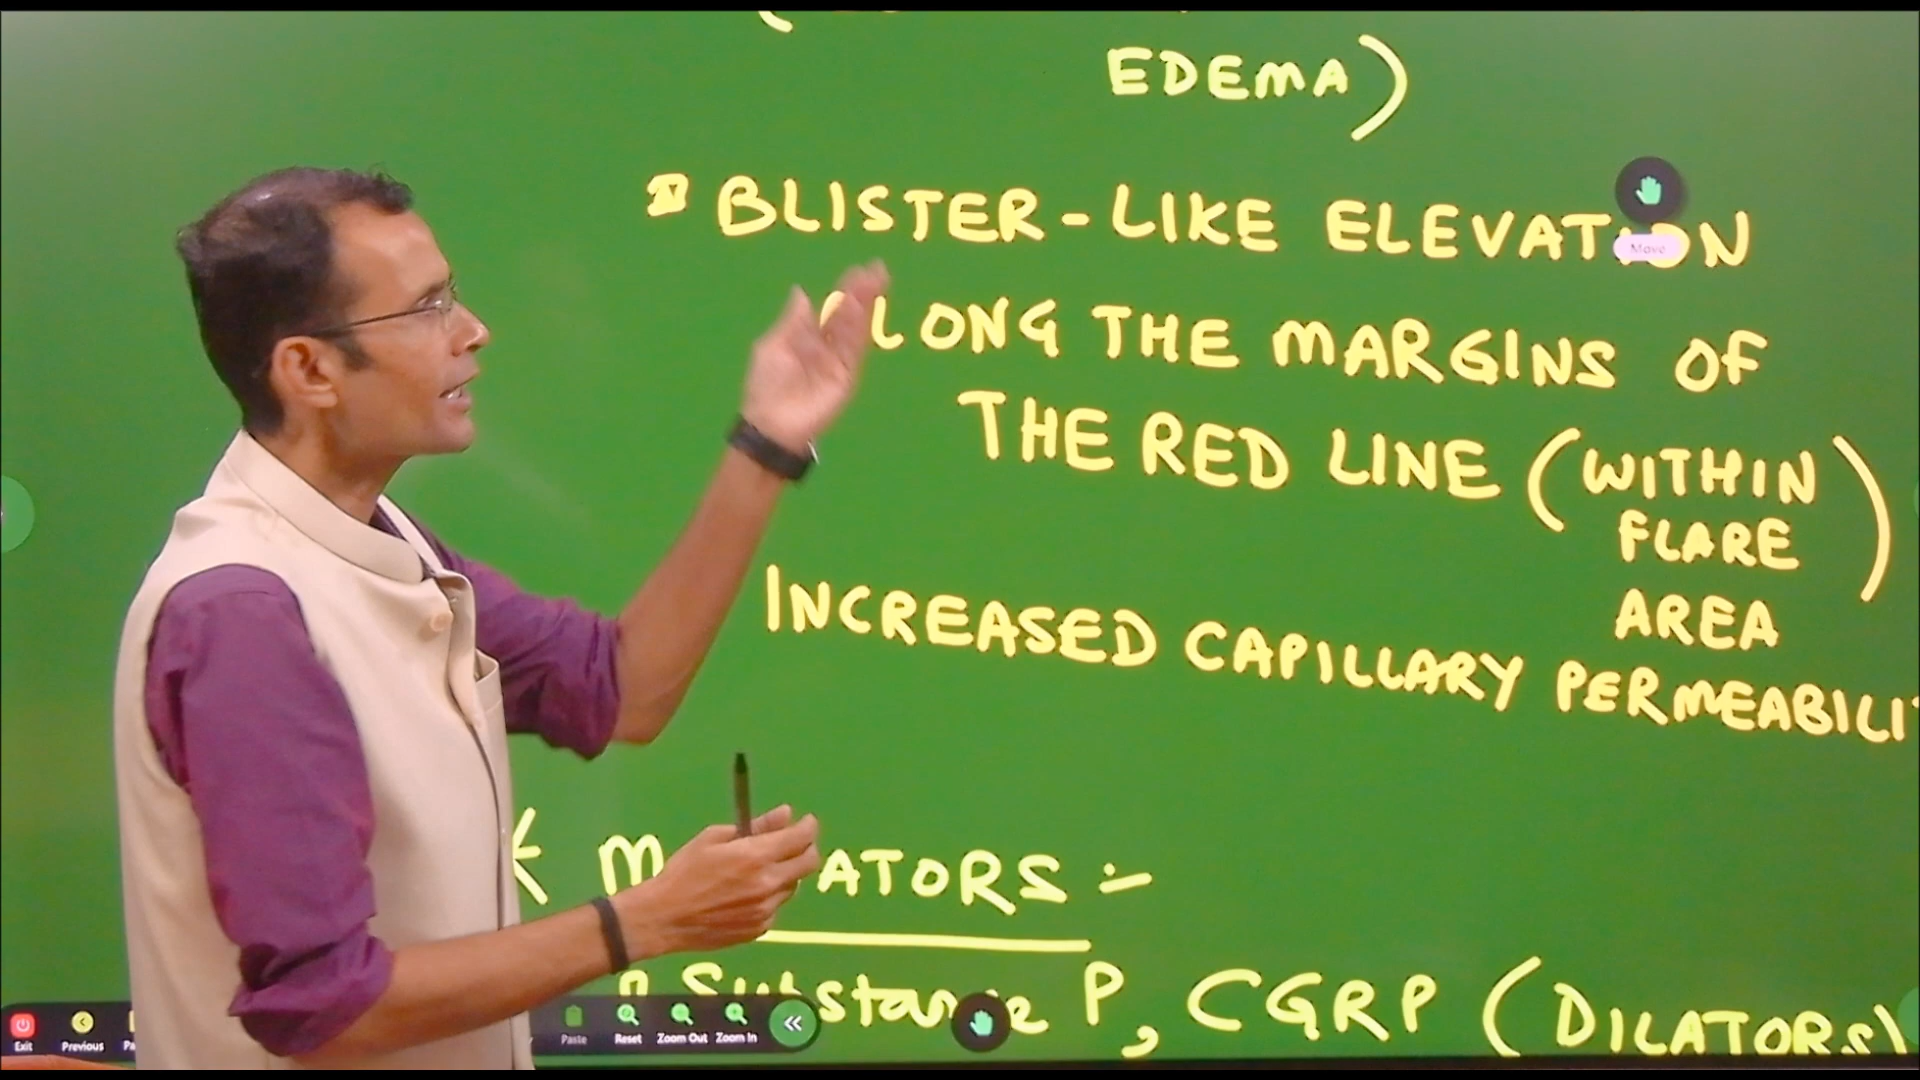 EDEMA)
BLISTER-LIKE ELEVATION
ALONG THE MARGINS OF
THE RED LINE (WITHIN
FLARE
AREA)
INCREASED CAPILLARY PERMEABILI
ATORS :-
Substance P, CGRP (DILATORS)
Move
Exit
Previous
Paste
Reset
Zoom Out
Zoom In